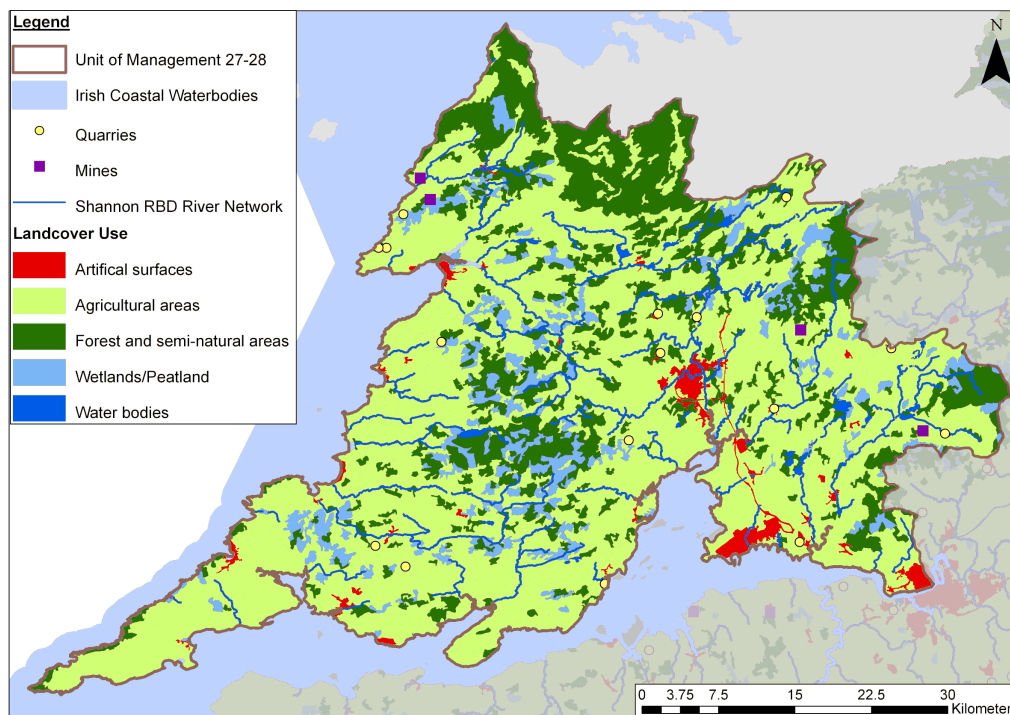 Legend
Unit of Management 27-28
Irish Coastal Waterbodies
Quarries
Mines
Shannon RBD River Network
Landcover Use
Artifical surfaces
Agricultural areas
Forest and semi-natural areas
Wetlands/Peatland
Water bodies
N
0 3.75 7.5 15 22.5 30
Kilometer